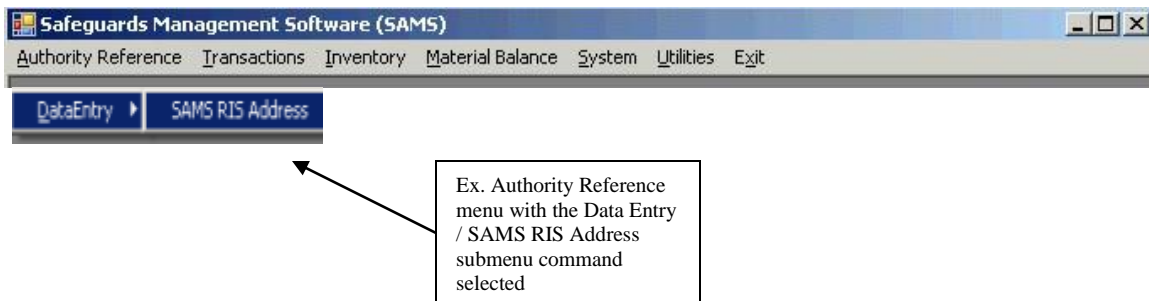 Safeguards Management Software (SAMS)
Authority Reference Transactions Inventory Material Balance System Utilities Exit
DataEntry SAMS RIS Address
Ex. Authority Reference
menu with the Data Entry
/ SAMS RIS Address
submenu command
selected